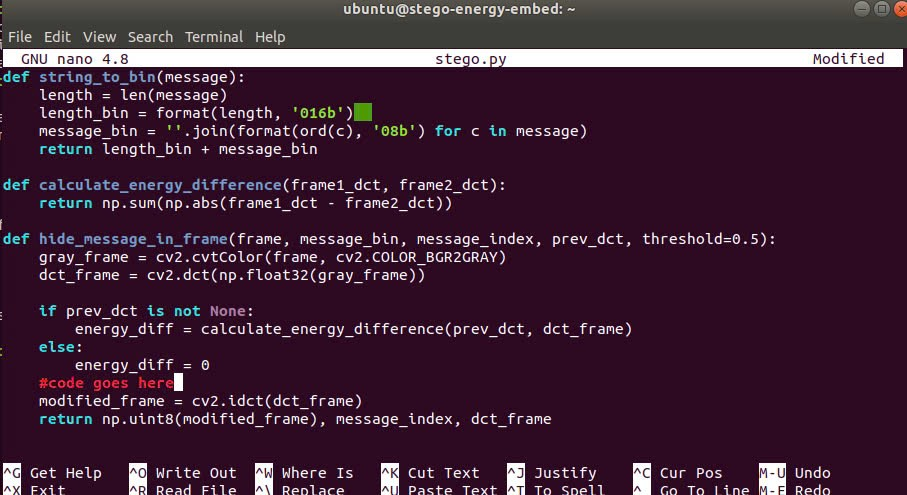 ubuntu@stego-energy-embed: ~
File Edit View Search Terminal Help
GNU nano 4.8 stego.py Modified
def string_to_bin(message):
    length = len(message)
    length_bin = format(length, '016b')
    message_bin = ''.join(format(ord(c), '08b') for c in message)
    return length_bin + message_bin

def calculate_energy_difference(frame1_dct, frame2_dct):
    return np.sum(np.abs(frame1_dct - frame2_dct))

def hide_message_in_frame(frame, message_bin, message_index, prev_dct, threshold=0.5):
    gray_frame = cv2.cvtColor(frame, cv2.COLOR_BGR2GRAY)
    dct_frame = cv2.dct(np.float32(gray_frame))

    if prev_dct is not None:
        energy_diff = calculate_energy_difference(prev_dct, dct_frame)
    else:
        energy_diff = 0
    #code goes here
    modified_frame = cv2.idct(dct_frame)
    return np.uint8(modified_frame), message_index, dct_frame

^G Get Help ^O Write Out ^W Where Is ^K Cut Text ^J Justify ^C Cur Pos M-U Undo
^X Exit ^R Read File ^\ Replace ^U Paste Text ^T To Spell ^_ Go To Line M-E Redo